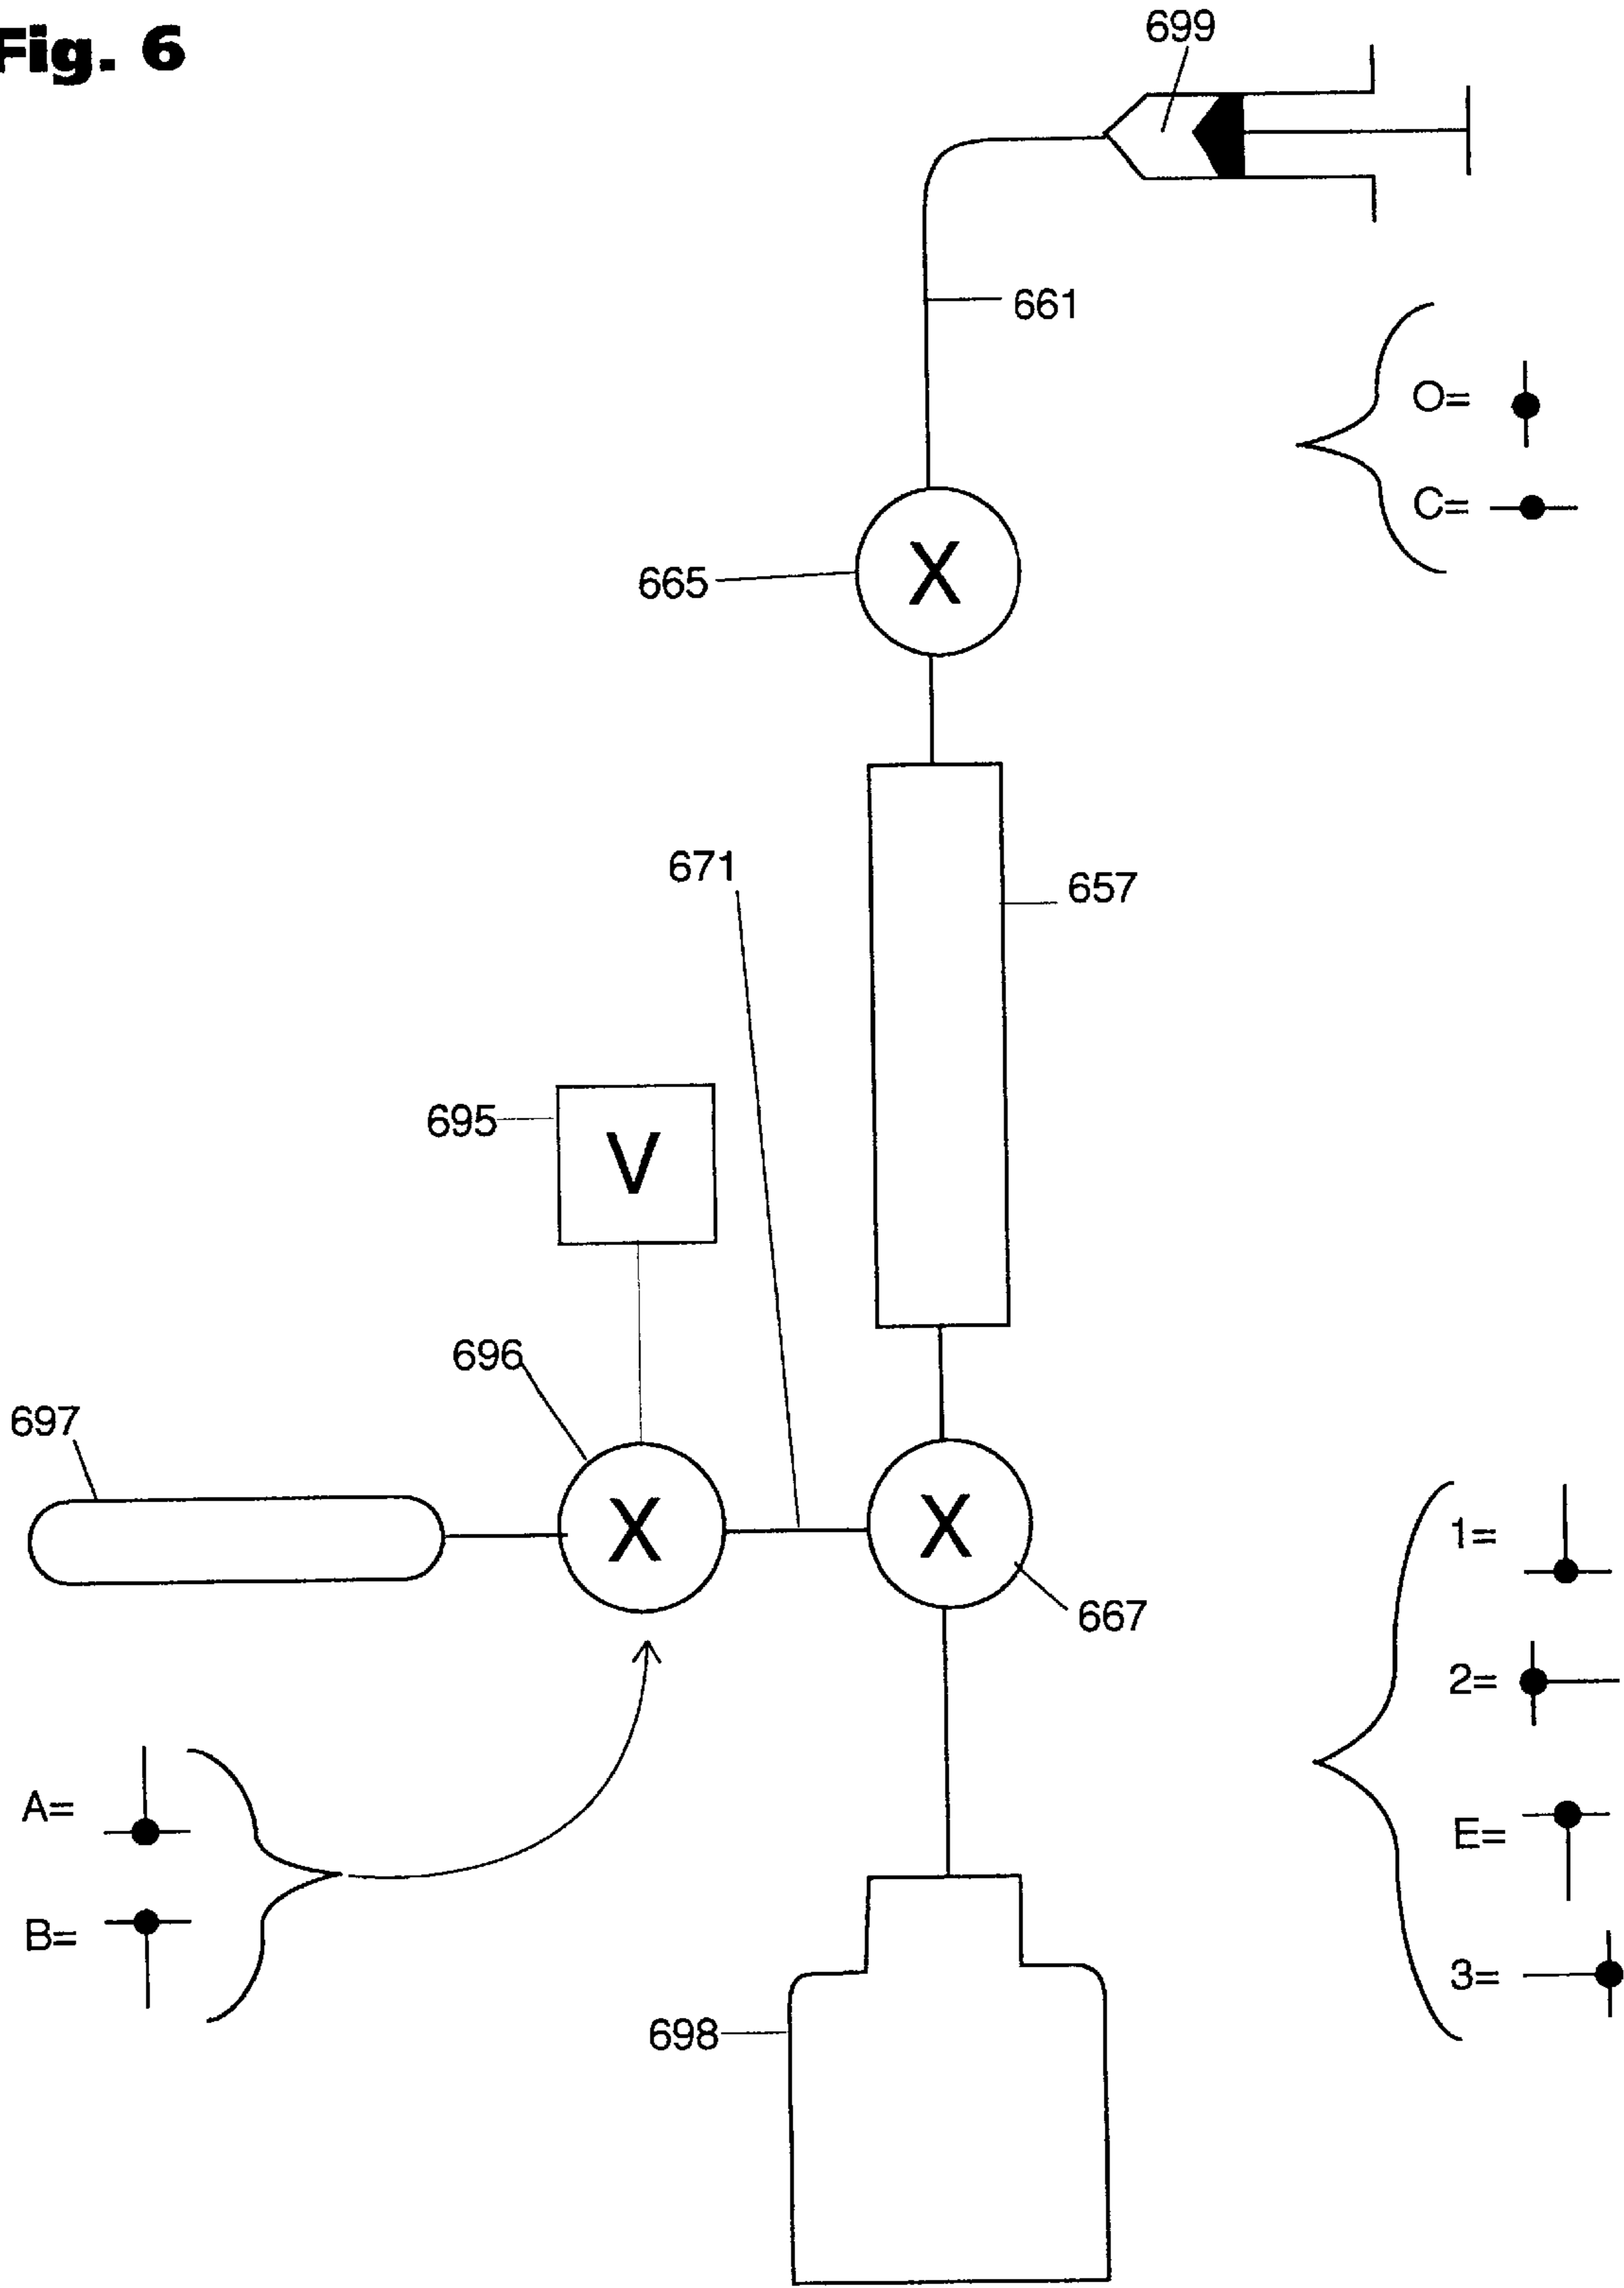 Fig. 6
699
661
O=
C=
X
665
671
657
695
V
696
697
X
X
1=
667
2=
A=
E=
B=
3=
698